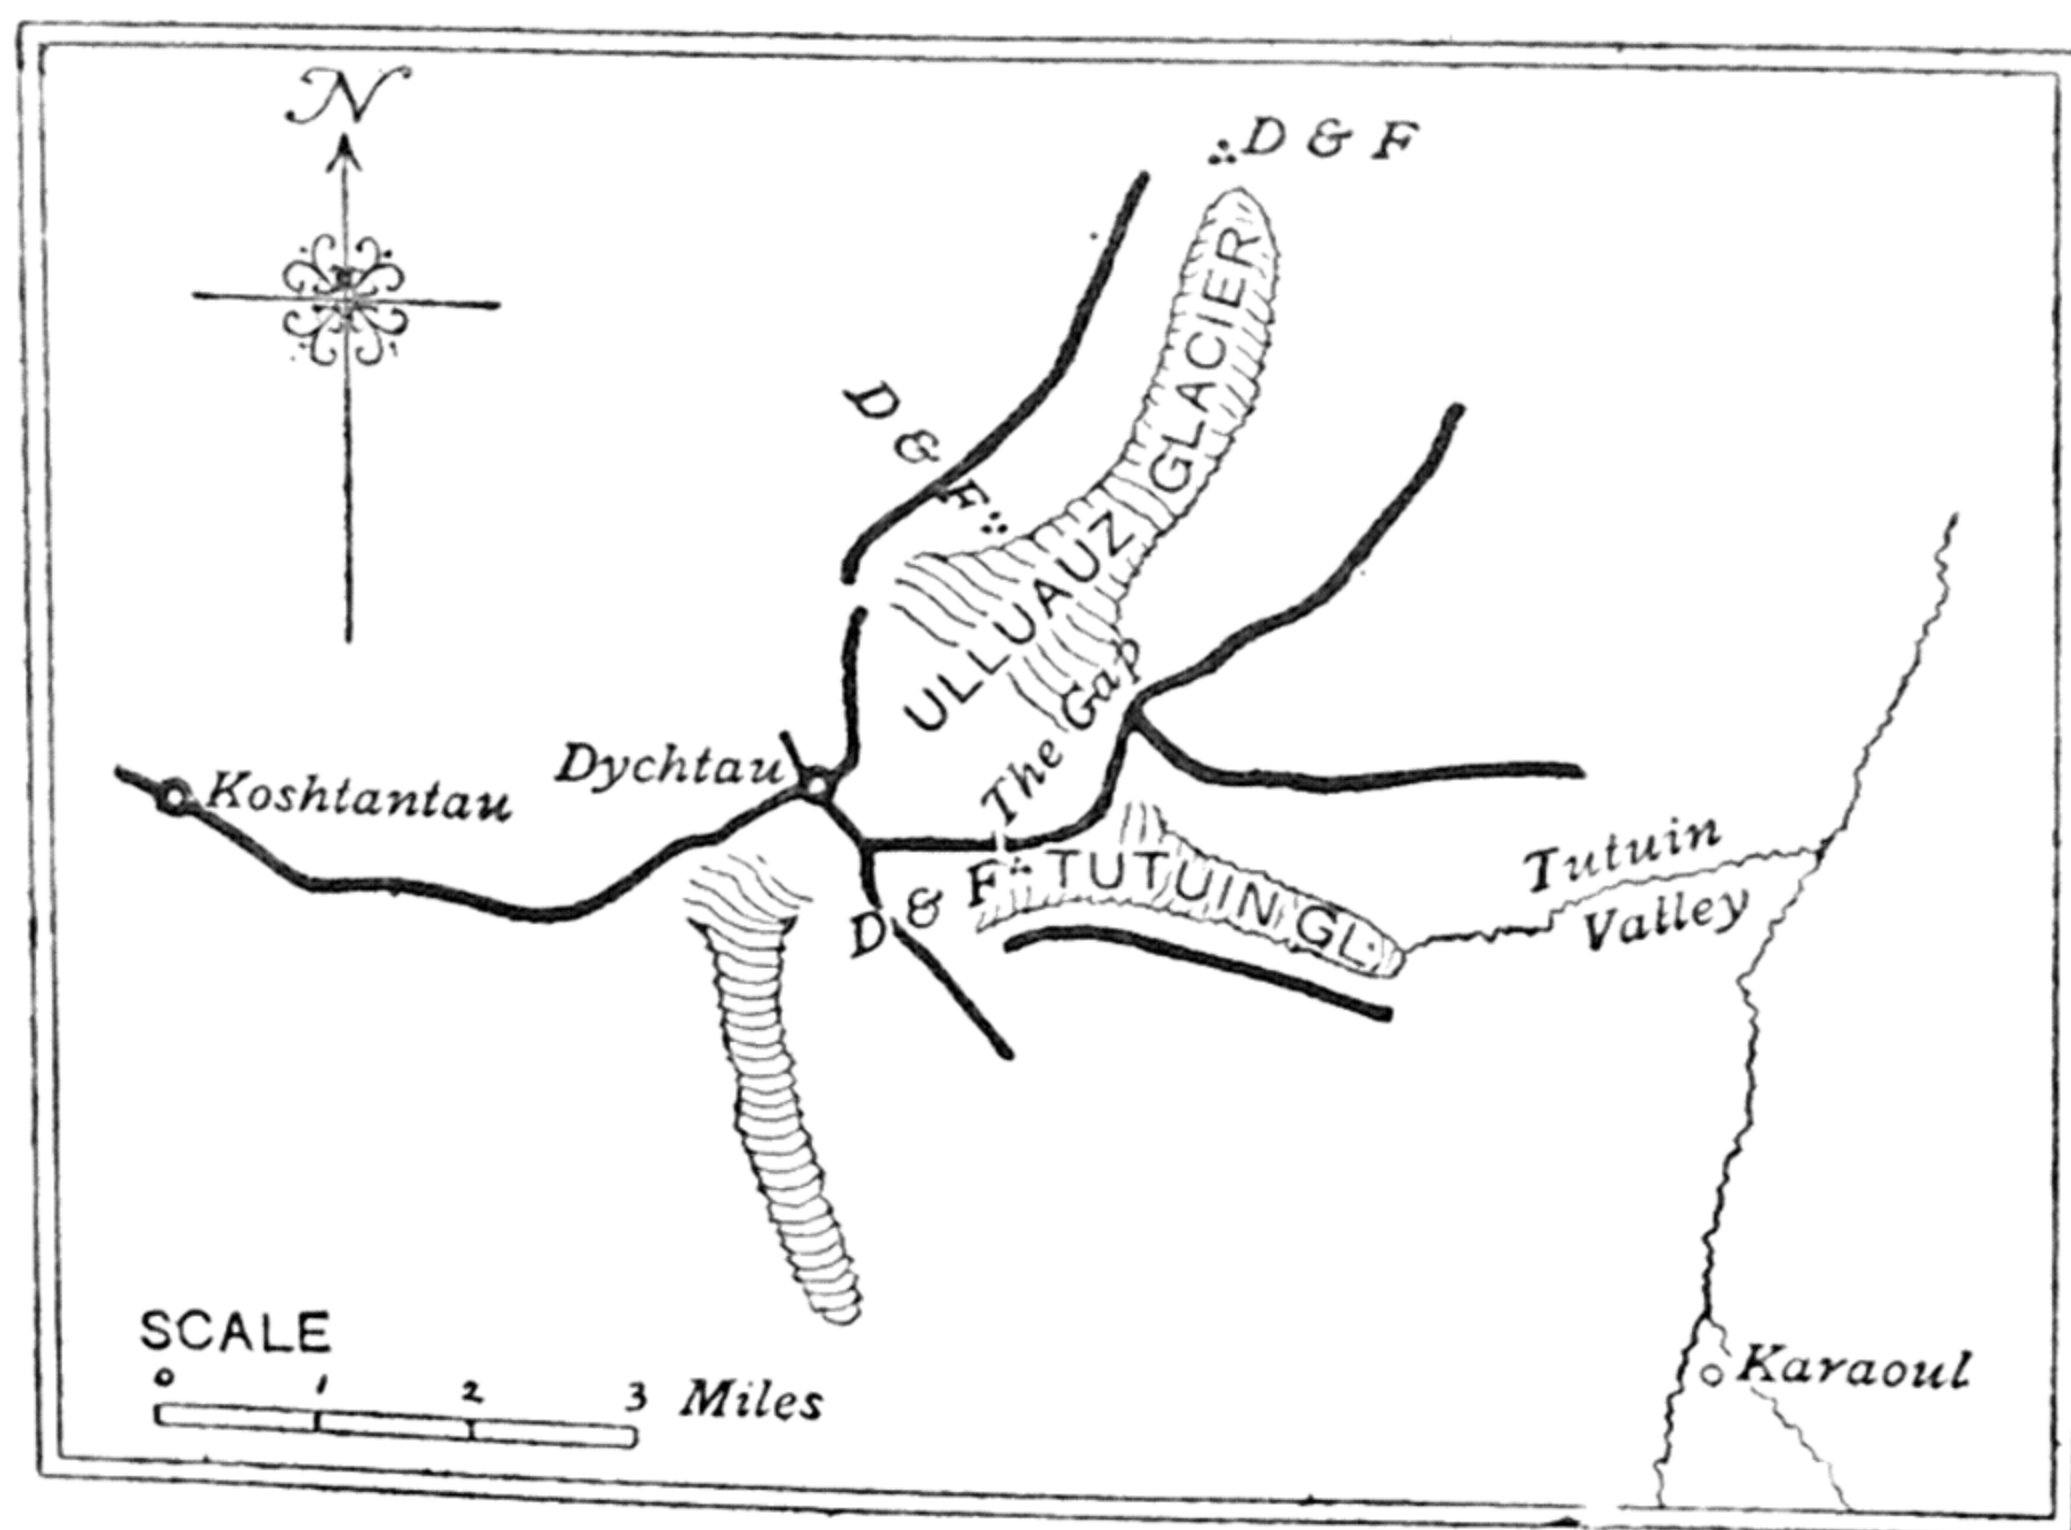 N
D & F
D & F
ULLUAUZ GLACIER
The Gap
Dychtau
Koshtantau
D & F
TUTUIN GL.
Tutuin
Valley
SCALE
0 1 2 3 Miles
Karaoul